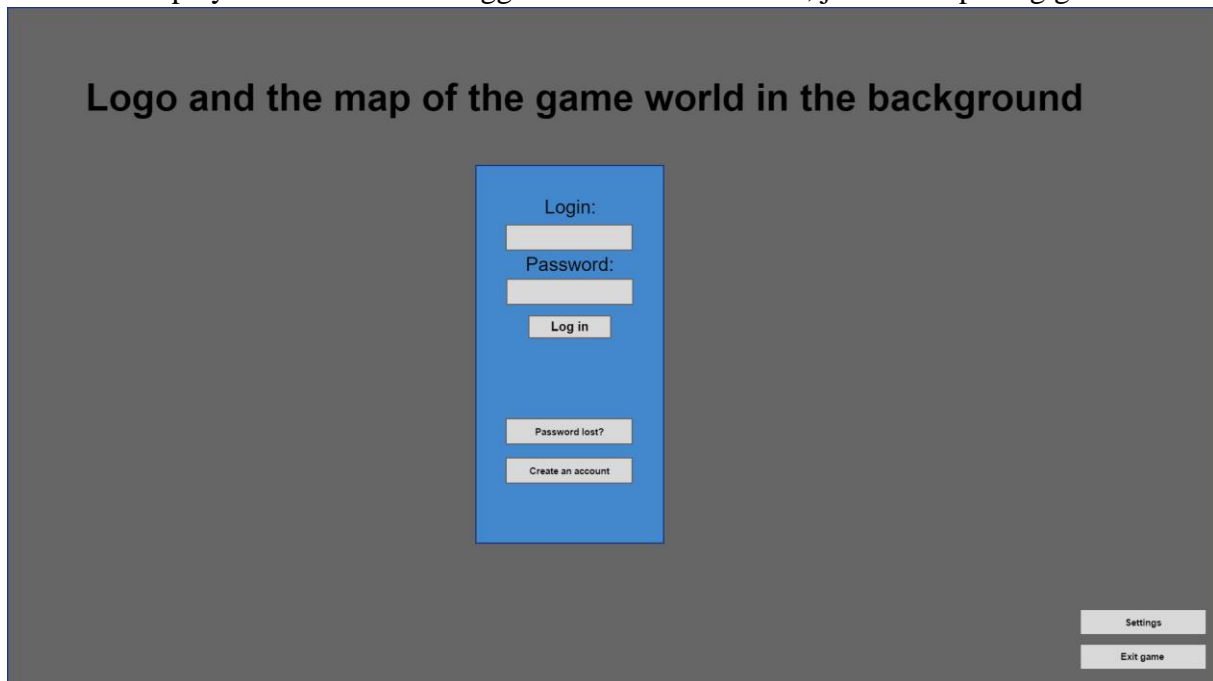 Logo and the map of the game world in the background
Login:
Password:
Log in
Password lost?
Create an account
Settings
Exit game